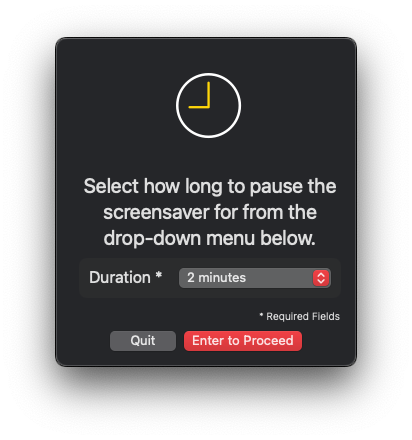 Select how long to pause the
screensaver for from the
drop-down menu below.
Duration * 2 minutes
* Required Fields
Quit Enter to Proceed